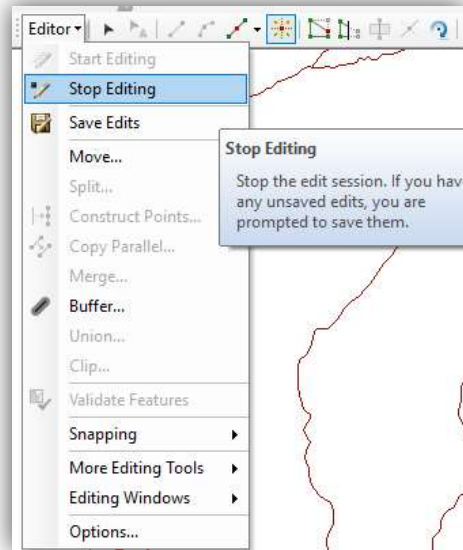 Editor
Start Editing
Stop Editing
Save Edits
Move...
Stop Editing
Split...
Stop the edit session. If you hav
Construct Points...
any unsaved edits, you are
Copy Parallel...
prompted to save them.
Merge...
Buffer...
Union...
Clip...
Validate Features
Snapping
More Editing Tools
Editing Windows
Options...